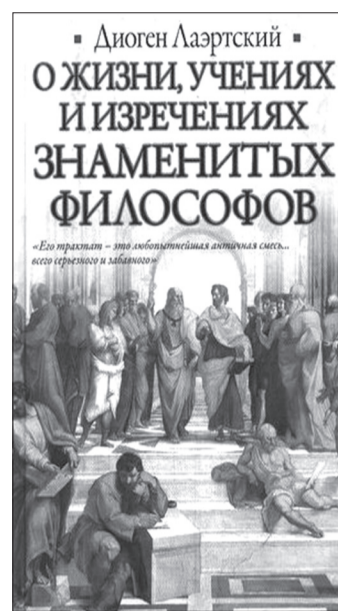 ▪ Диоген Лаэртский ▪
О ЖИЗНИ, УЧЕНИЯХ
И ИЗРЕЧЕНИЯХ
ЗНАМЕНИТЫХ
ФИЛОСОФОВ
«Его трактат – это любопытнейшая античная смесь...
всего серьезного и забавного»